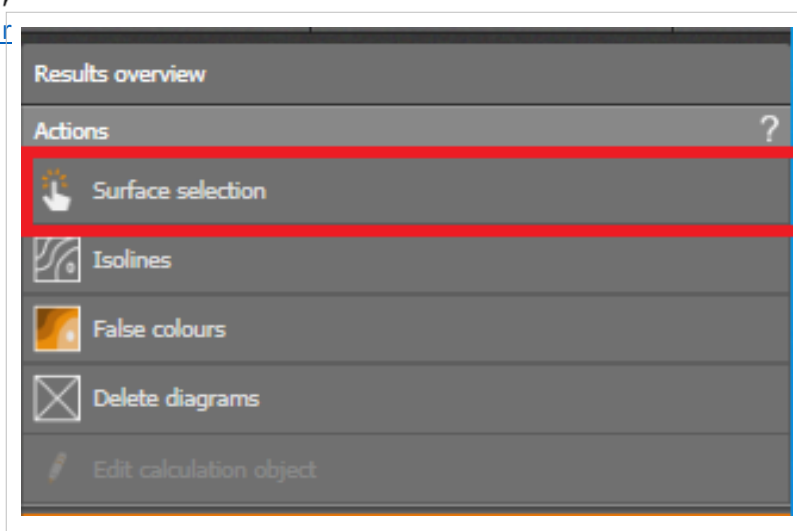 r
Results overview
Actions ?
Surface selection
Isolines
False colours
Delete diagrams
Edit calculation object